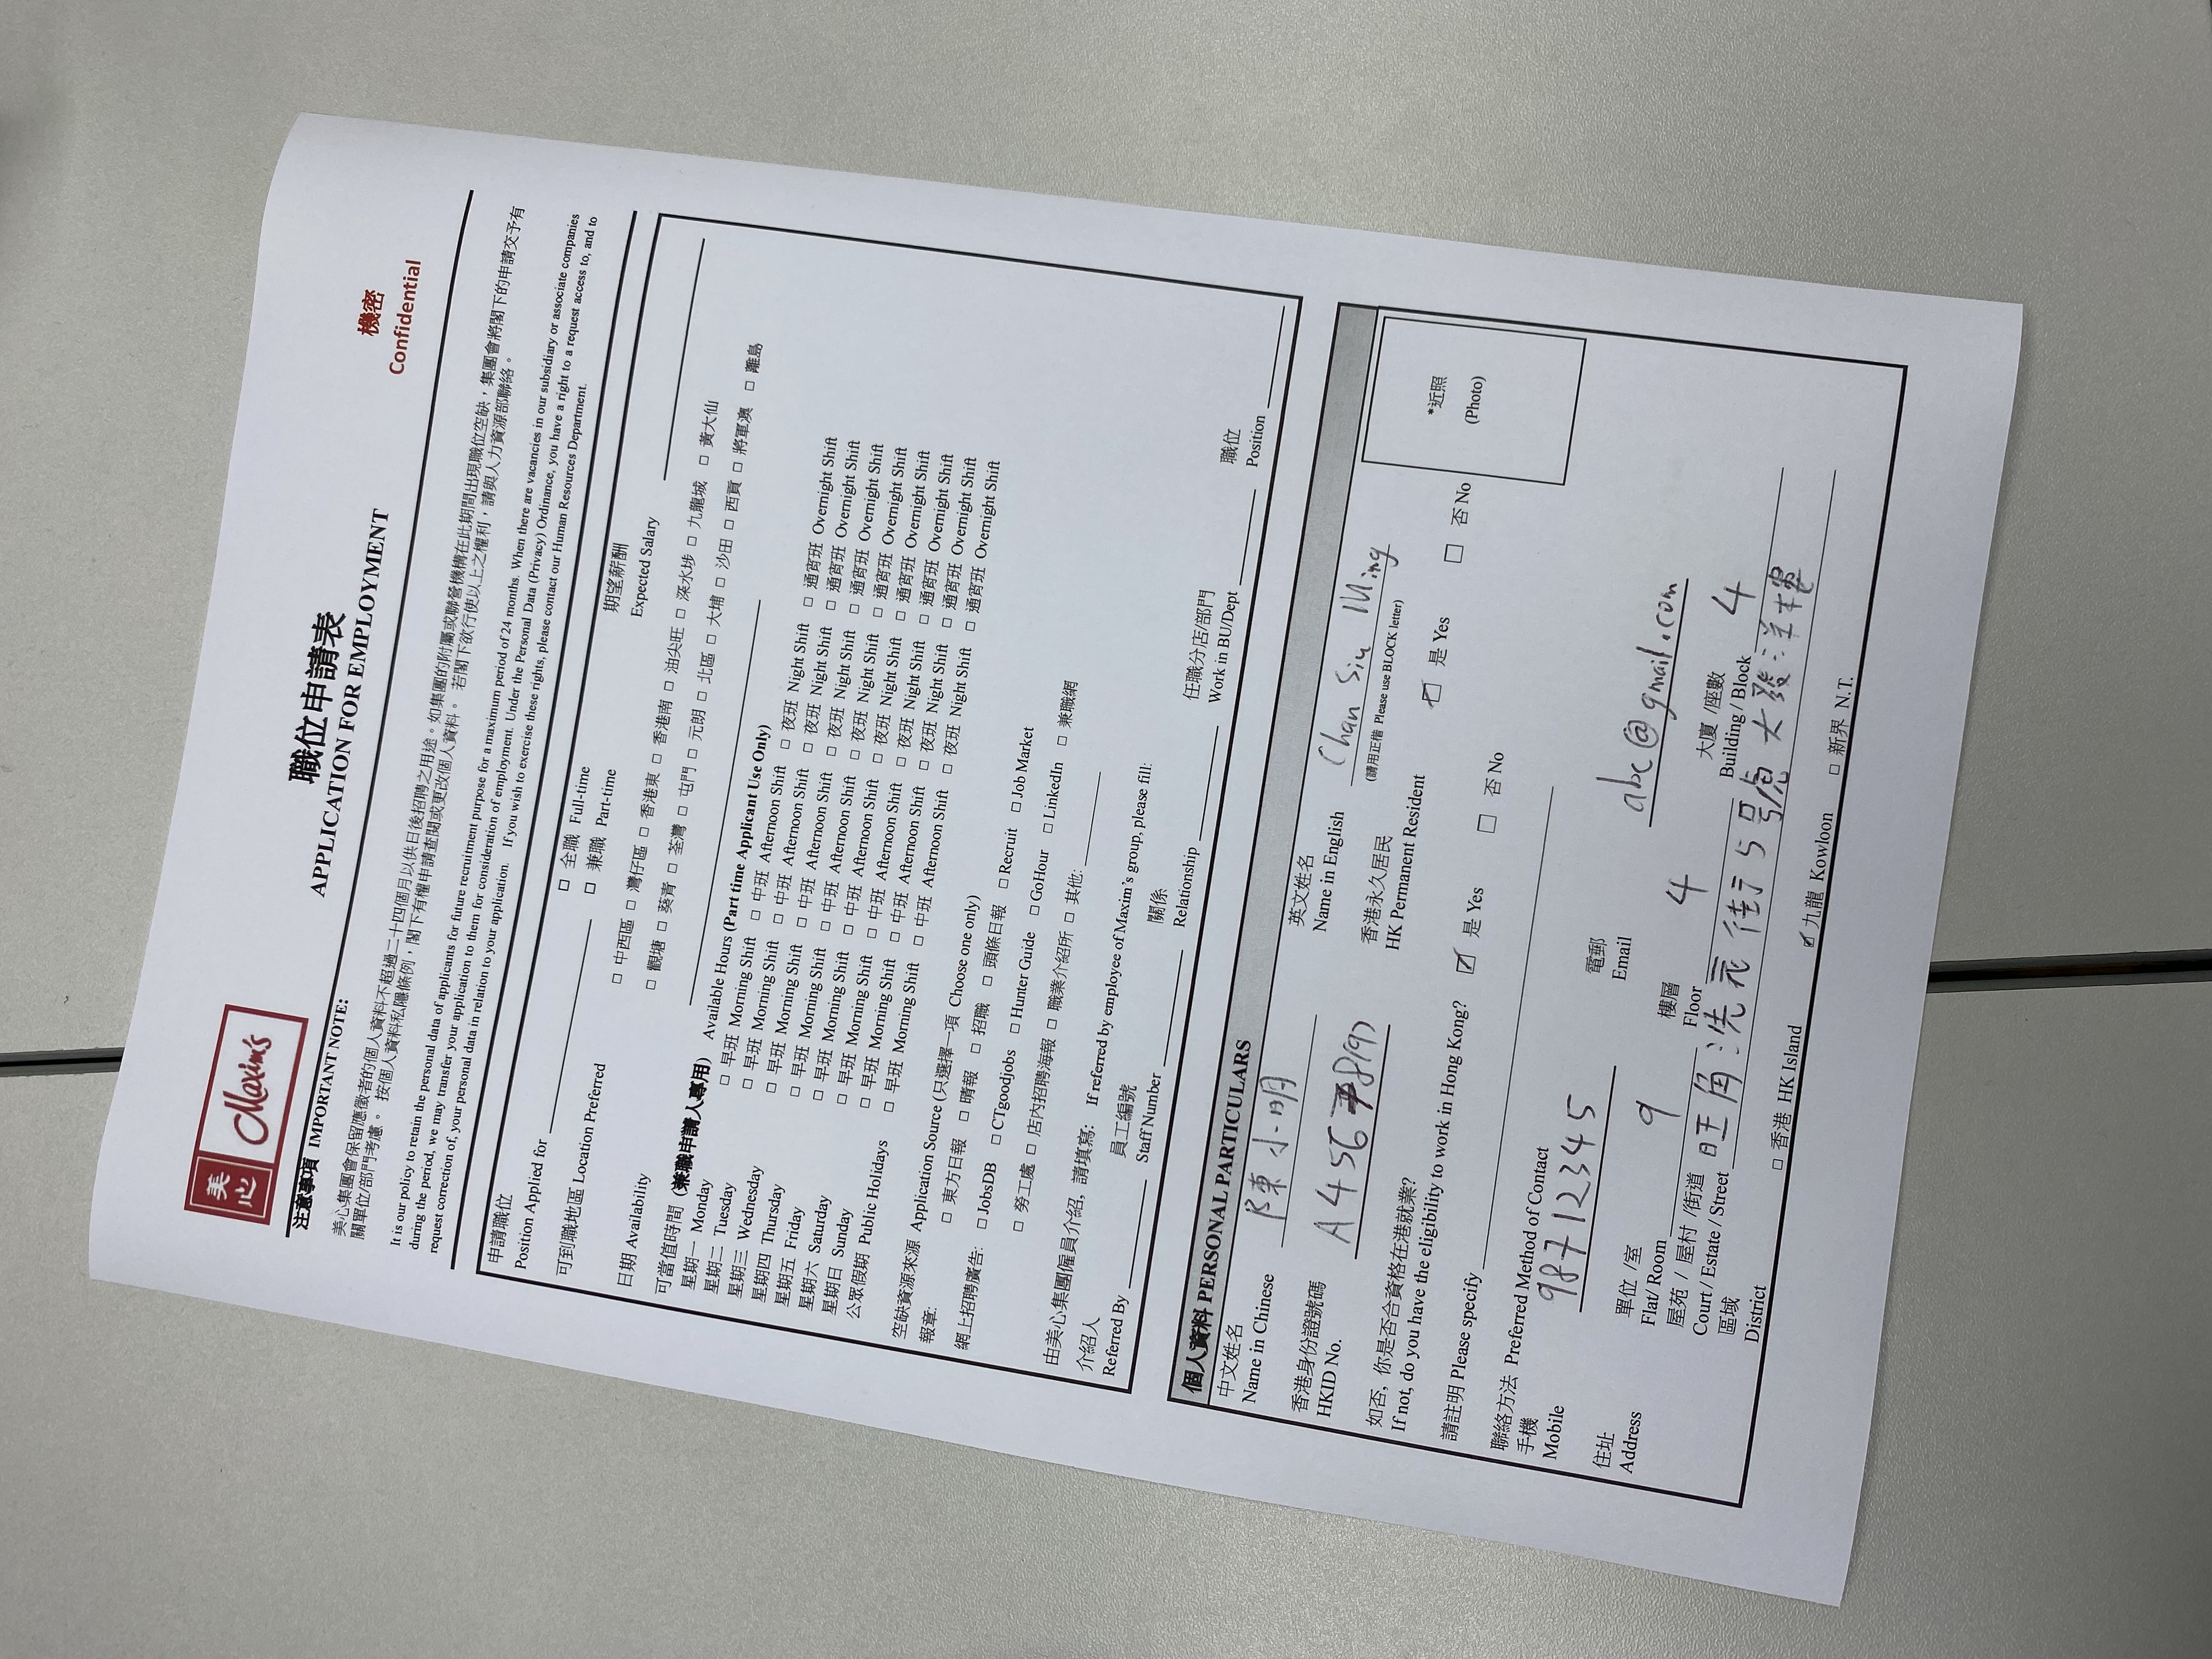 美心 Maxim's
職位申請表
APPLICATION FOR EMPLOYMENT
機密
Confidential
注意事項 IMPORTANT NOTE:
美心集團會保留應徵者的個人資料不超過二十四個月以供日後招聘之用途。如集團的附屬或聯營機構在此期間出現職位空缺，集團會將閣下的申請交予有
關單位/部門考慮。 按個人資料私隱條例，閣下有權申請查閱或更改個人資料。 若閣下欲行使以上之權利，請與人力資源部聯絡。
It is our policy to retain the personal data of applicants for future recruitment purpose for a maximum period of 24 months. When there are vacancies in our subsidiary or associate companies
during the period, we may transfer your application to them for consideration of employment. Under the Personal Data (Privacy) Ordinance, you have a right to a request access to, and to
request correction of, your personal data in relation to your application. If you wish to exercise these rights, please contact our Human Resources Department.
申請職位
Position Applied for
□ 全職 Full-time
□ 兼職 Part-time
期望薪酬
Expected Salary
可到職地區 Location Preferred
□ 中西區 □ 灣仔區 □ 香港東 □ 香港南 □ 油尖旺 □ 深水埗 □ 九龍城 □ 黃大仙
□ 觀塘 □ 葵青 □ 荃灣 □ 屯門 □ 元朗 □ 北區 □ 大埔 □ 沙田 □ 西貢 □ 將軍澳 □ 離島
日期 Availability
可當值時間 (兼職申請人專用) Available Hours (Part time Applicant Use Only)
星期一 Monday □ 早班 Morning Shift □ 中班 Afternoon Shift □ 夜班 Night Shift □ 通宵班 Overnight Shift
星期二 Tuesday □ 早班 Morning Shift □ 中班 Afternoon Shift □ 夜班 Night Shift □ 通宵班 Overnight Shift
星期三 Wednesday □ 早班 Morning Shift □ 中班 Afternoon Shift □ 夜班 Night Shift □ 通宵班 Overnight Shift
星期四 Thursday □ 早班 Morning Shift □ 中班 Afternoon Shift □ 夜班 Night Shift □ 通宵班 Overnight Shift
星期五 Friday □ 早班 Morning Shift □ 中班 Afternoon Shift □ 夜班 Night Shift □ 通宵班 Overnight Shift
星期六 Saturday □ 早班 Morning Shift □ 中班 Afternoon Shift □ 夜班 Night Shift □ 通宵班 Overnight Shift
星期日 Sunday □ 早班 Morning Shift □ 中班 Afternoon Shift □ 夜班 Night Shift □ 通宵班 Overnight Shift
公眾假期 Public Holidays □ 早班 Morning Shift □ 中班 Afternoon Shift □ 夜班 Night Shift □ 通宵班 Overnight Shift
空缺資源來源 Application Source (只選擇一項 Choose one only)
報章: □ 東方日報 □ 晴報 □ 招職 □ 頭條日報 □ Recruit □ Job Market
網上招聘廣告: □ JobsDB □ CTgoodjobs □ Hunter Guide □ GoHour □ LinkedIn □ 兼職網
□ 勞工處 □ 店內招聘海報 □ 職業介紹所 □ 其他:
由美心集團僱員介紹, 請填寫: If referred by employee of Maxim's group, please fill:
介紹人
Referred By
員工編號
Staff Number
關係
Relationship
任職分店/部門
Work in BU/Dept
職位
Position
個人資料 PERSONAL PARTICULARS
中文姓名
Name in Chinese 陳小明
英文姓名
Name in English Chan Siu Ming
(請用正楷 Please use BLOCK letter)
香港身份證號碼
HKID No. A45678(9)
香港永久居民
HK Permanent Resident ☑ 是 Yes □ 否 No
*近照
(Photo)
如否, 你是否合資格在港就業?
If not, do you have the eligibility to work in Hong Kong? ☑ 是 Yes □ 否 No
請註明 Please specify
聯絡方法 Preferred Method of Contact
手機
Mobile 98712345
電郵
Email abc@gmail.com
住址
Address
單位 /室
Flat/ Room 9
樓層
Floor 4
大廈 /座數
Building / Block 4
屋苑 / 屋村 /街道
Court / Estate / Street 旺角洗衣街5號 大發洋樓
區域
District □ 香港 HK Island ☑ 九龍 Kowloon □ 新界 N.T.